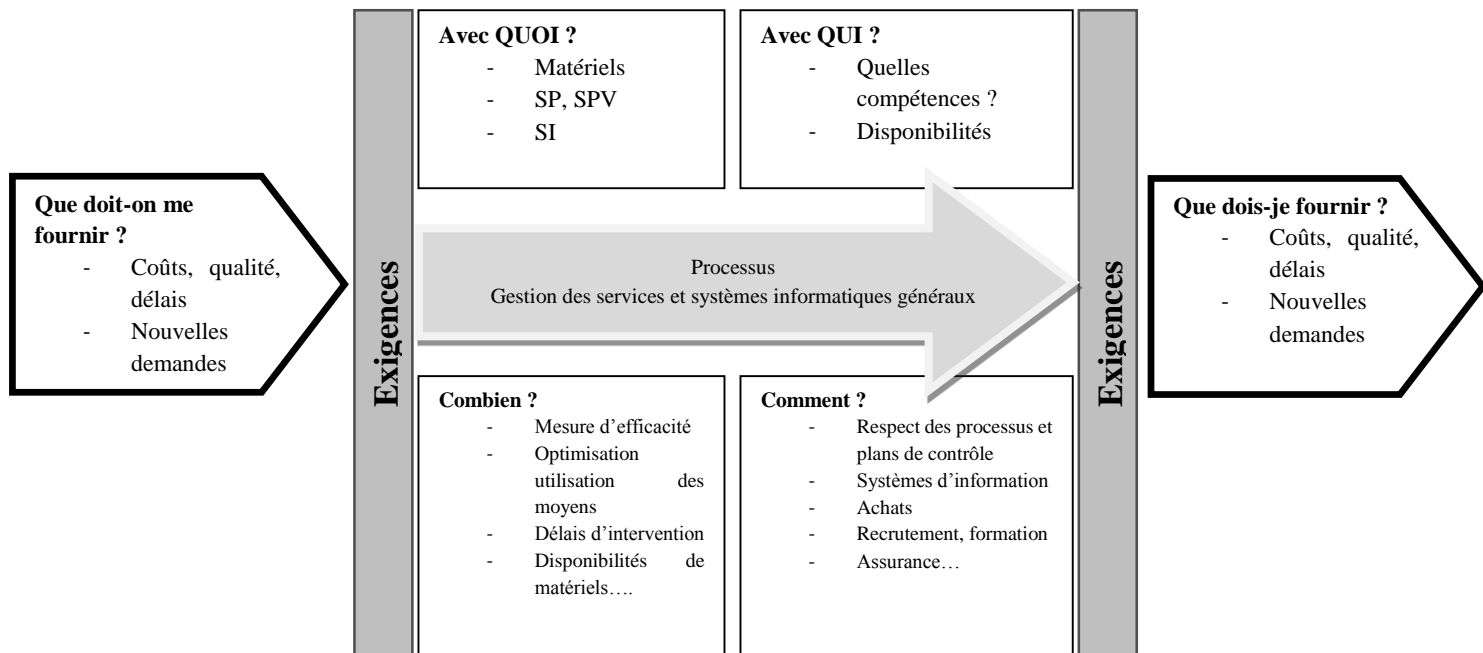 Que doit-on me
fournir ?
- Coûts, qualité,
délais
- Nouvelles
demandes
Exigences
Avec QUOI ?
- Matériels
- SP, SPV
- SI
Avec QUI ?
- Quelles
compétences ?
- Disponibilités
Processus
Gestion des services et systèmes informatiques généraux
Combien ?
- Mesure d’efficacité
- Optimisation
utilisation des
moyens
- Délais d’intervention
- Disponibilités de
matériels….
Comment ?
- Respect des processus et
plans de contrôle
- Systèmes d’information
- Achats
- Recrutement, formation
- Assurance…
Exigences
Que dois-je fournir ?
- Coûts, qualité,
délais
- Nouvelles
demandes